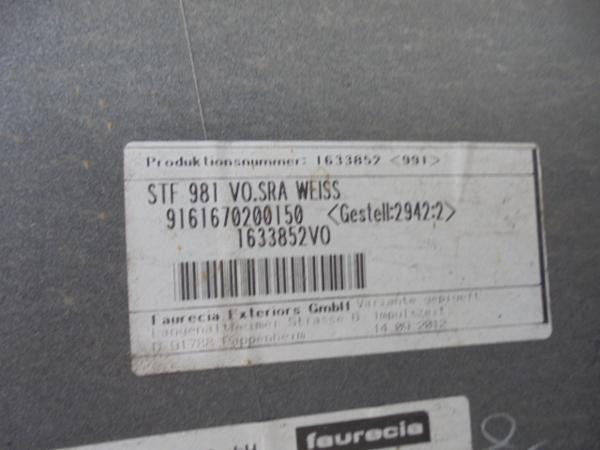 Produktionsnummer: 1633852 <991>
STF 981 VO.SRA WEISS
9161670200150 <Gestell:2942:2>
1633852VO
Faurecia Exteriors GmbH Variante geprüft
Langenaltheimer Strasse 6 Impulszeit
D 91788 Pappenheim 14.09.2012
faurecia